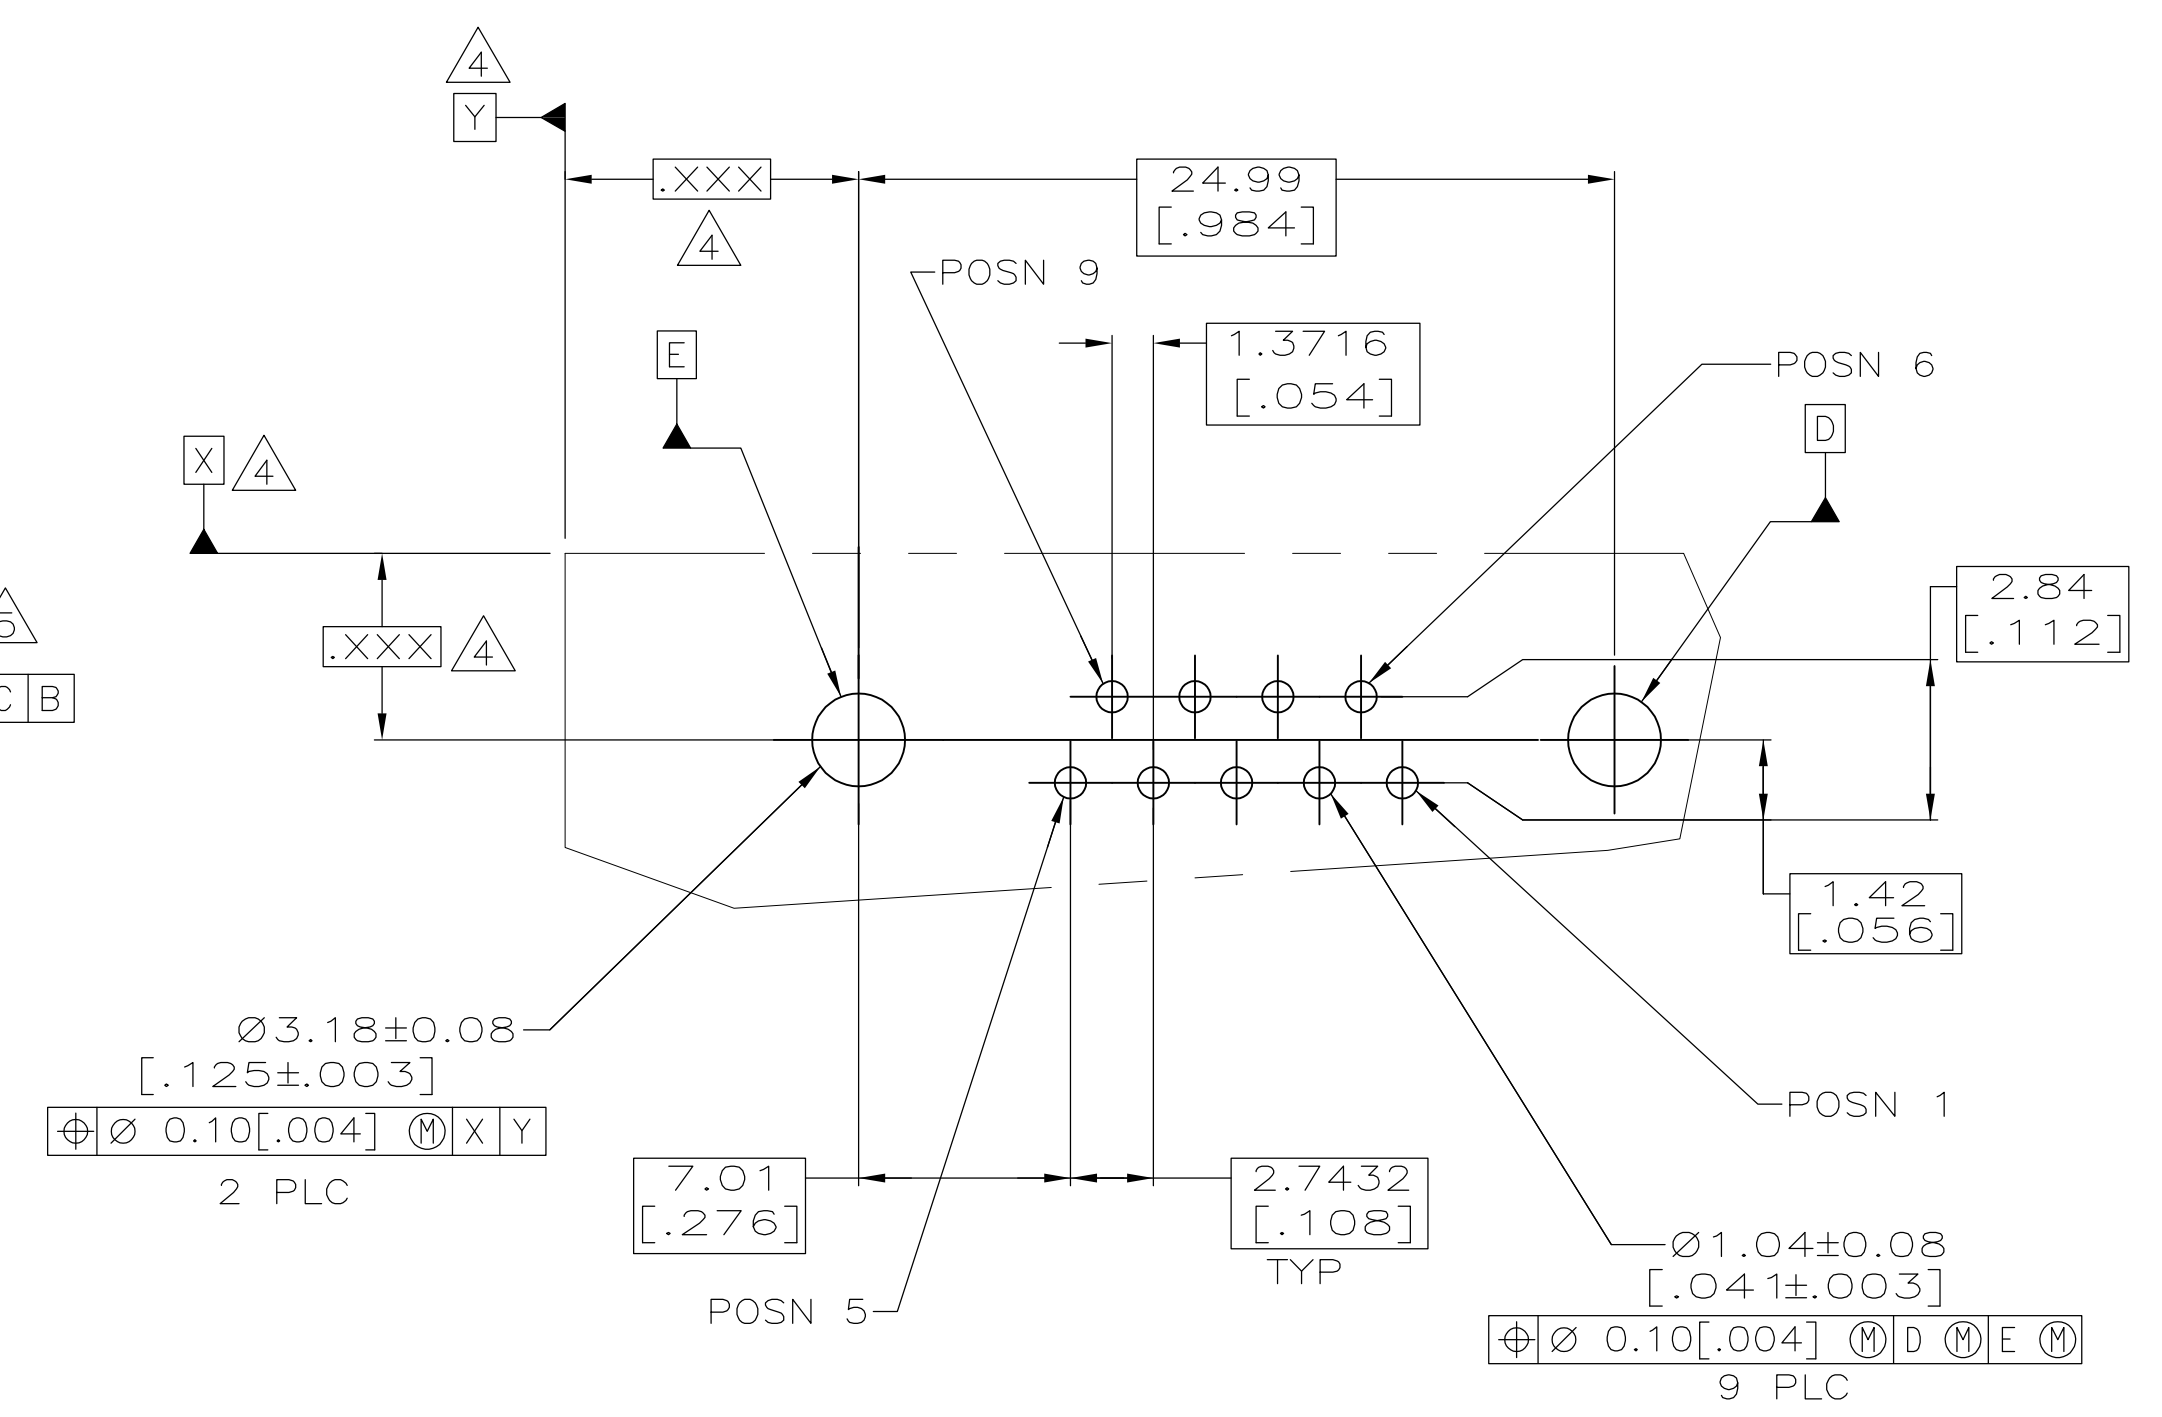 4
Y
.XXX
4
24.99
[.984]
POSN 9
1.3716
[.054]
POSN 6
E
D
X 4
2.84
[.112]
5
.XXX 4
C B
1.42
[.056]
Ø3.18±0.08
[.125±.003]
⌖ Ø 0.10[.004] Ⓜ X Y
2 PLC
POSN 1
7.01
[.276]
2.7432
[.108]
TYP
POSN 5
Ø1.04±0.08
[.041±.003]
⌖ Ø 0.10[.004] Ⓜ D Ⓜ E Ⓜ
9 PLC